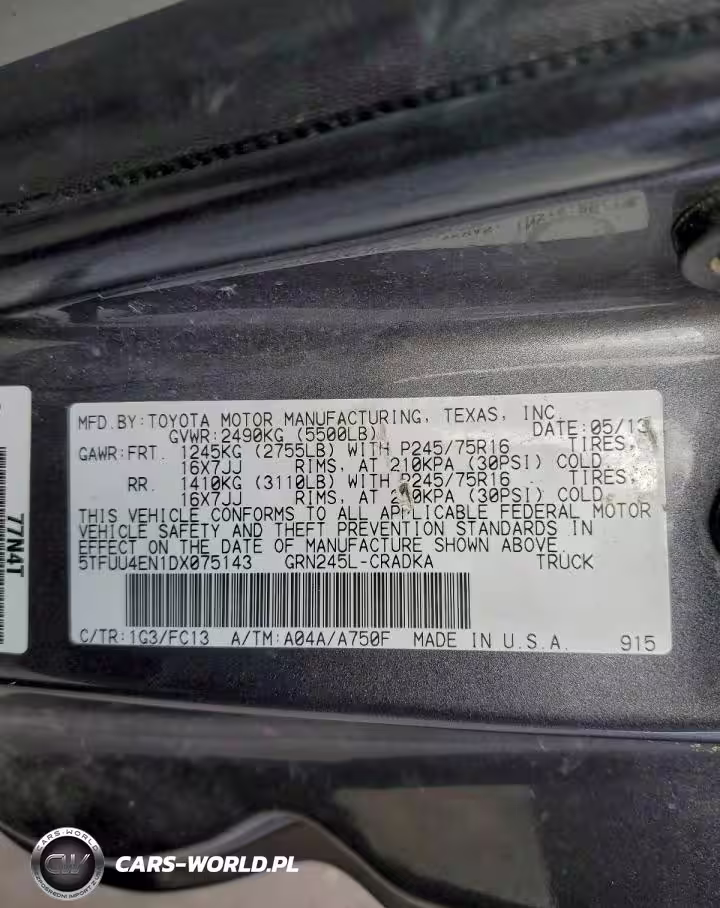 MFD.BY:TOYOTA MOTOR MANUFACTURING, TEXAS, INC.
GVWR:2490KG (5500LB) DATE:05/13
GAWR:FRT. 1245KG (2755LB) WITH P245/75R16 TIRES,
16X7JJ RIMS, AT 210KPA (30PSI) COLD.
RR. 1410KG (3110LB) WITH P245/75R16 TIRES,
16X7JJ RIMS, AT 210KPA (30PSI) COLD.
THIS VEHICLE CONFORMS TO ALL APPLICABLE FEDERAL MOTOR
VEHICLE SAFETY AND THEFT PREVENTION STANDARDS IN
EFFECT ON THE DATE OF MANUFACTURE SHOWN ABOVE.
5TFUU4EN1DX075143 GRN245L-CRADKA TRUCK
C/TR:1G3/FC13 A/TM:A04A/A750F MADE IN U.S.A. 915
77N4T
CARS-WORLD
CW
CARS-WORLD.PL